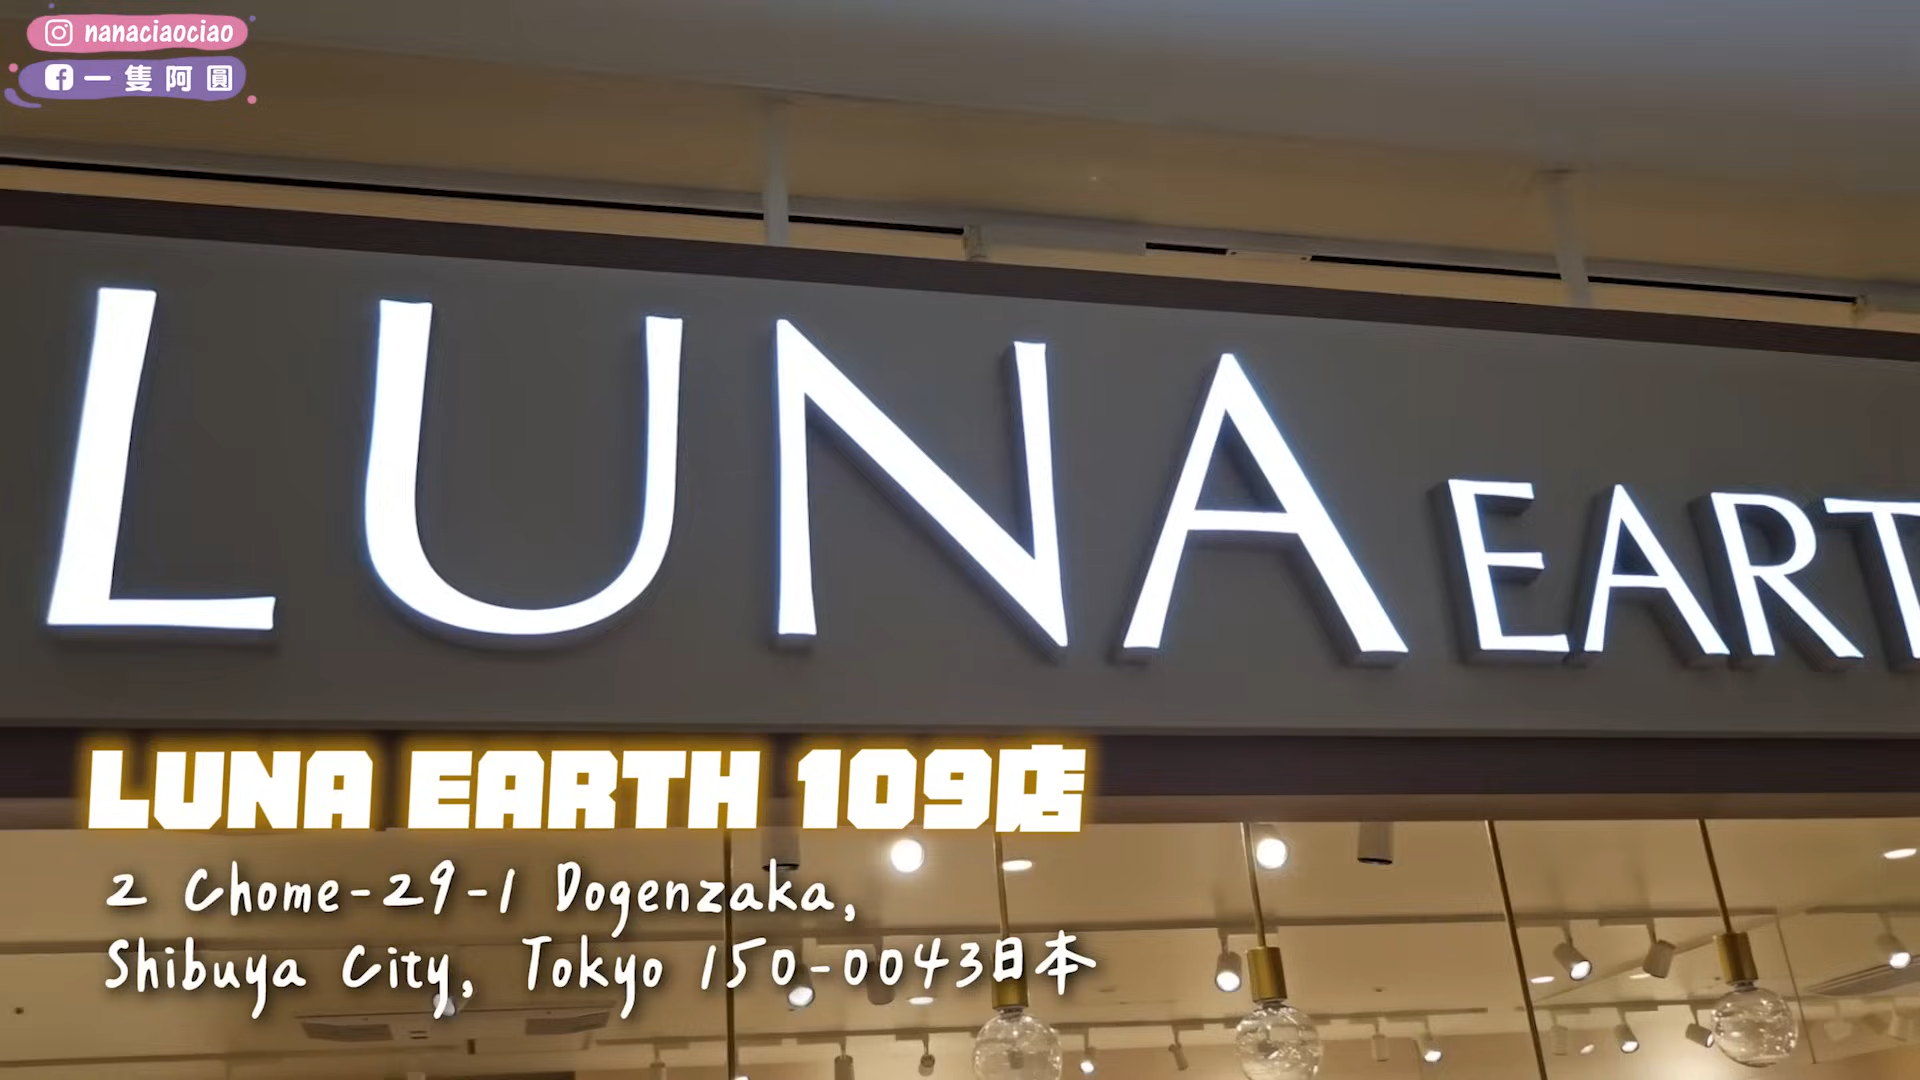 nanaciaociao
一隻阿圓
LUNA EART
LUNA EARTH 109店
2 Chome-29-1 Dogenzaka,
Shibuya City, Tokyo 150-0043日本